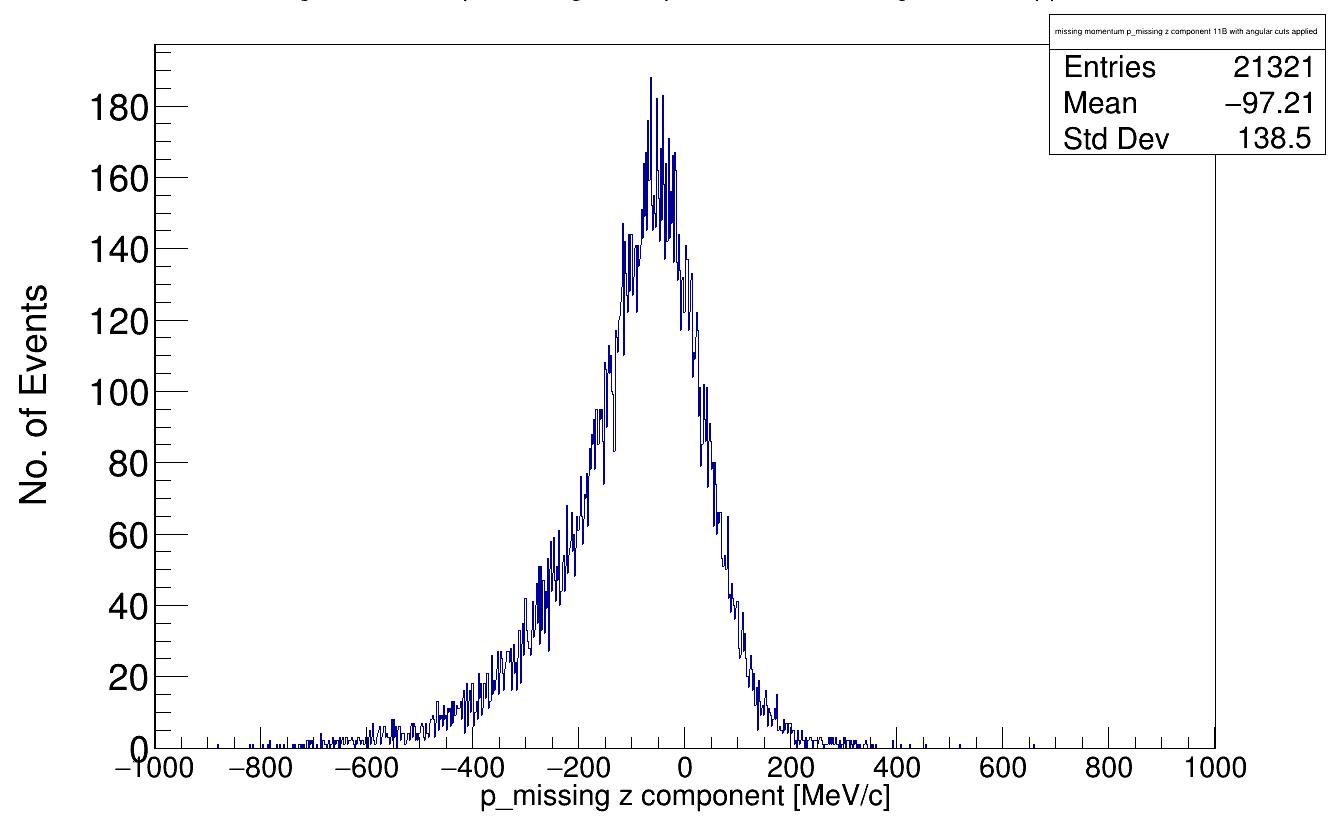 missing momentum p_missing z component 11B with angular cuts applied
Entries 21321
Mean −97.21
Std Dev 138.5
No. of Events
180
160
140
120
100
80
60
40
20
0
−1000 −800 −600 −400 −200 0 200 400 600 800 1000
p_missing z component [MeV/c]